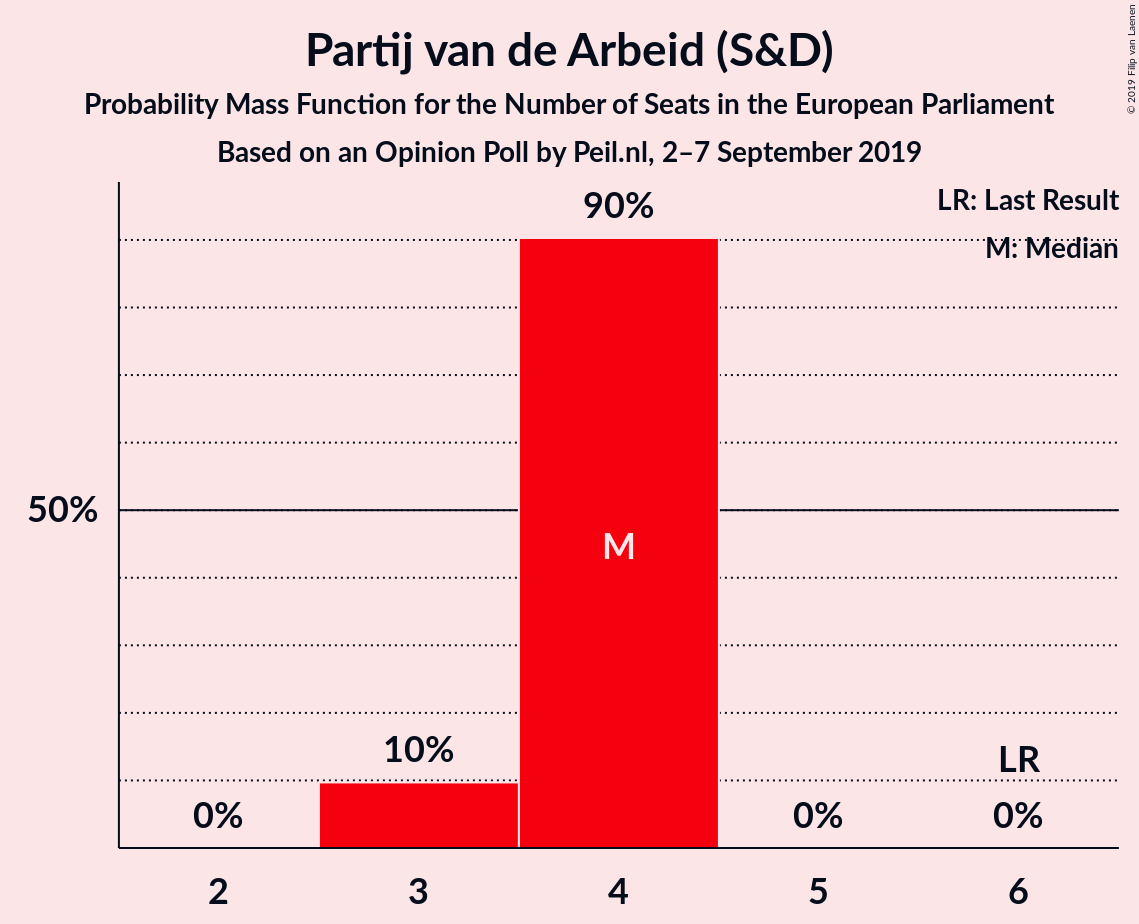 Partij van de Arbeid (S&D)
Probability Mass Function for the Number of Seats in the European Parliament
Based on an Opinion Poll by Peil.nl, 2–7 September 2019
© 2019 Filip van Laenen
LR: Last Result
M: Median
90%
50%
M
10%
LR
0%
0%
0%
2 3 4 5 6